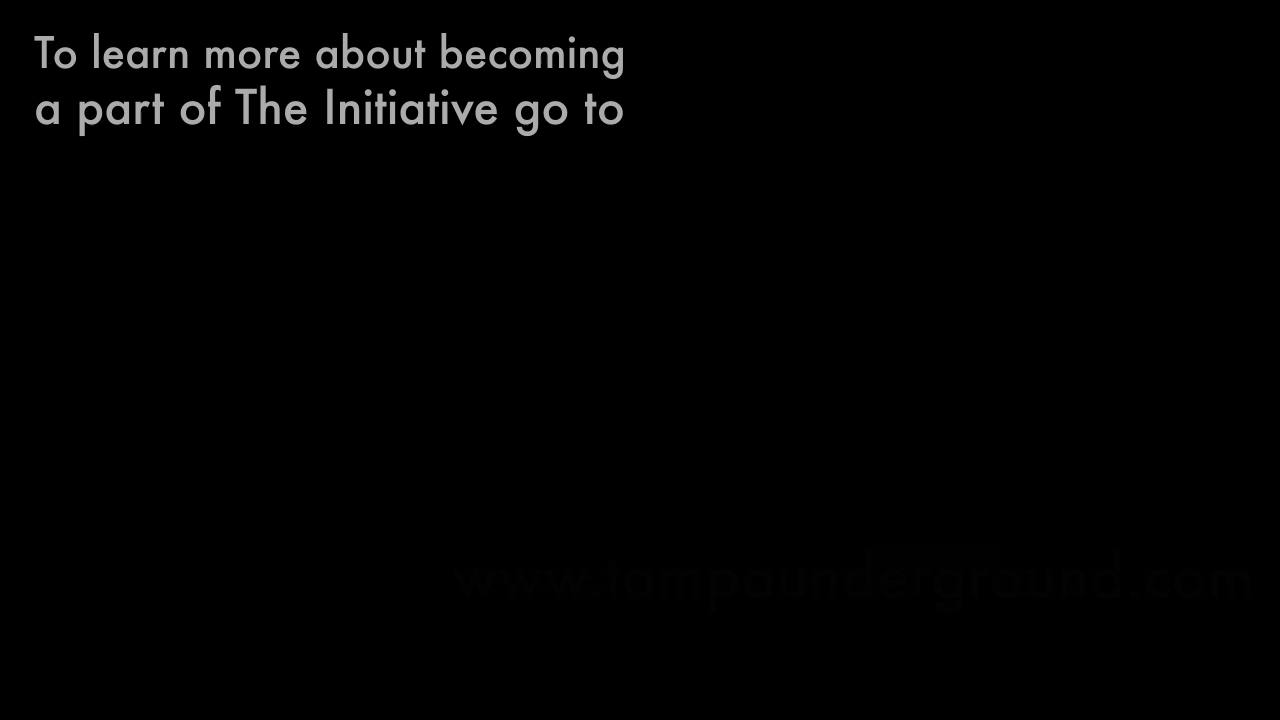 To learn more about becoming
a part of The Initiative go to
www.tampaunderground.com